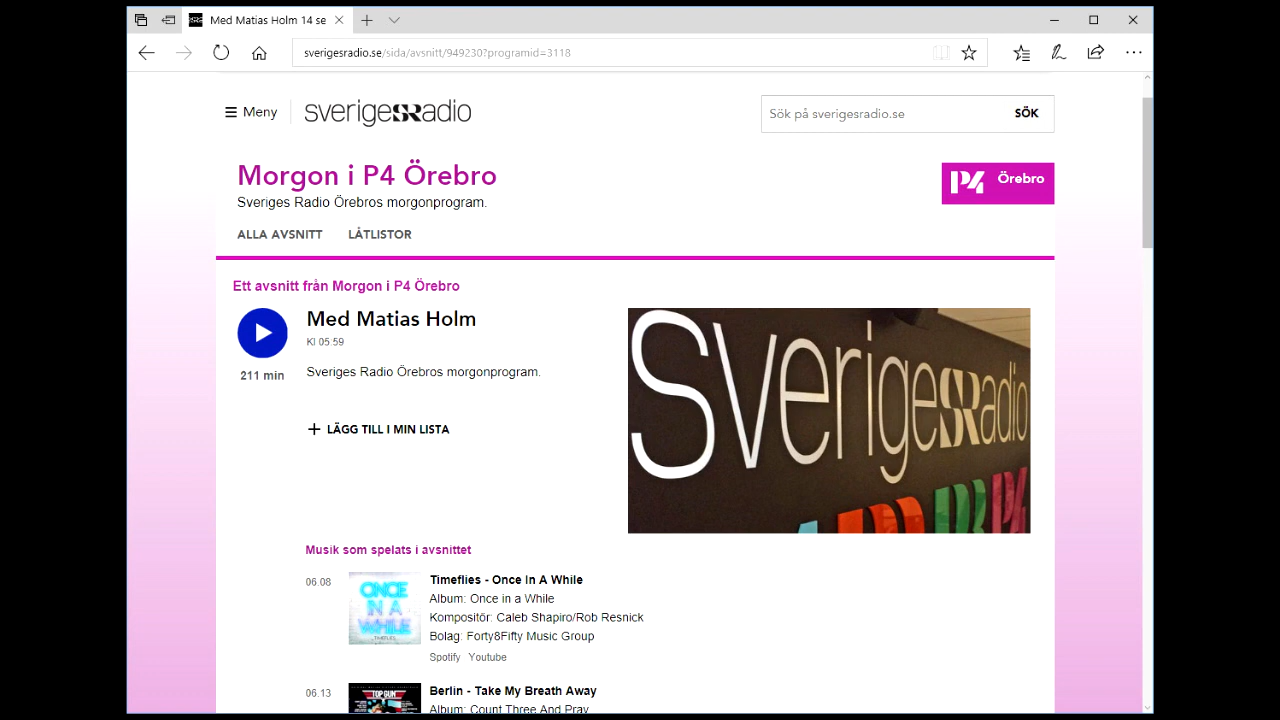 Med Matias Holm 14 se
sverigesradio.se/sida/avsnitt/949230?programid=3118
Meny
sverigesRadio
Sök på sverigesradio.se
SÖK
Morgon i P4 Örebro
Sveriges Radio Örebros morgonprogram.
P4 Örebro
ALLA AVSNITT
LÅTLISTOR
Ett avsnitt från Morgon i P4 Örebro
Med Matias Holm
Kl 05:59
211 min
Sveriges Radio Örebros morgonprogram.
LÄGG TILL I MIN LISTA
SverigesRadio
P4
Musik som spelats i avsnittet
06.08
ONCE
IN A
WHILE
TIMEFLIES
Timeflies - Once In A While
Album: Once in a While
Kompositör: Caleb Shapiro/Rob Resnick
Bolag: Forty8Fifty Music Group
Spotify Youtube
06.13
TOP GUN
Berlin - Take My Breath Away
Album: Count Three And Pray